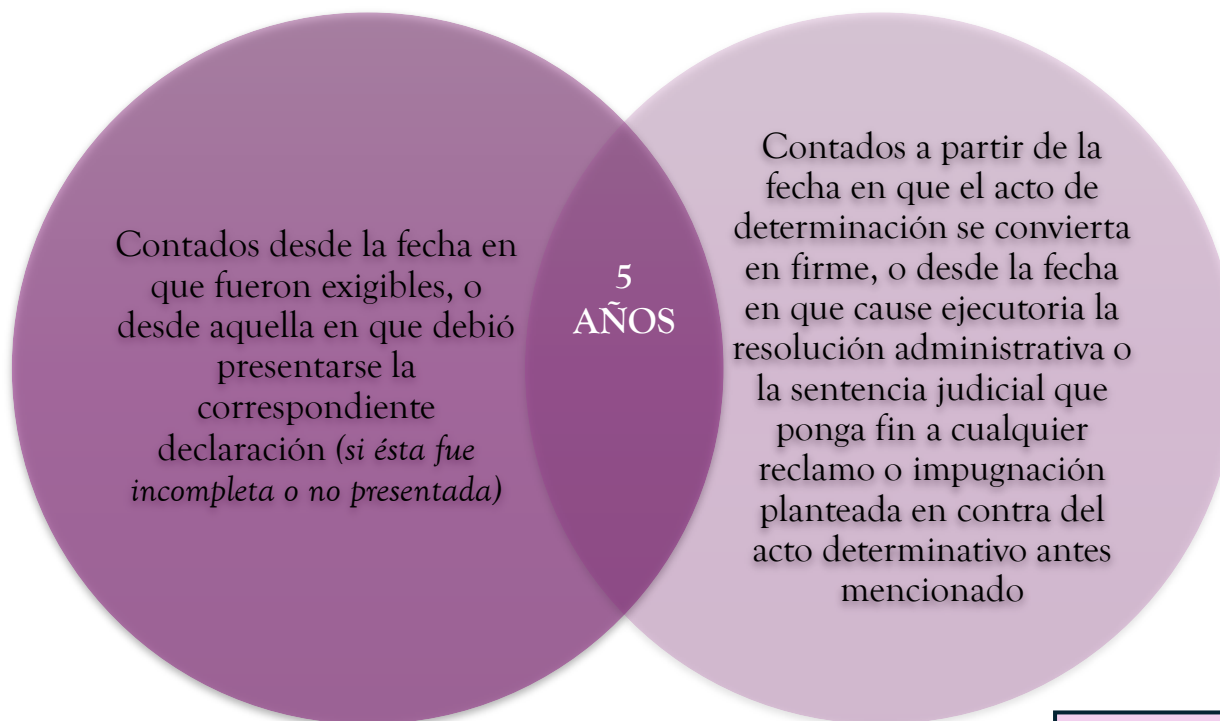 Contados desde la fecha en
que fueron exigibles, o
desde aquella en que debió
presentarse la
correspondiente
declaración (si ésta fue
incompleta o no presentada)
5
AÑOS
Contados a partir de la
fecha en que el acto de
determinación se convierta
en firme, o desde la fecha
en que cause ejecutoria la
resolución administrativa o
la sentencia judicial que
ponga fin a cualquier
reclamo o impugnación
planteada en contra del
acto determinativo antes
mencionado